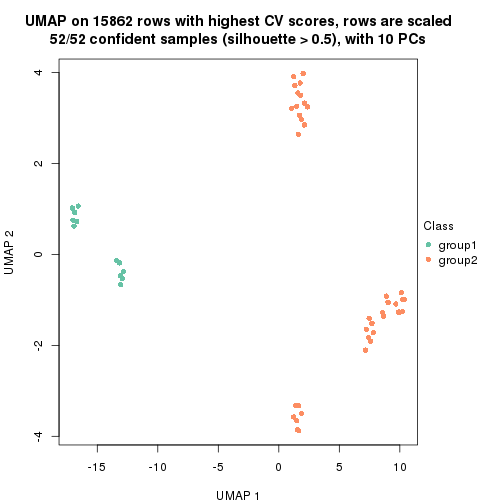 UMAP on 15862 rows with highest CV scores, rows are scaled
52/52 confident samples (silhouette > 0.5), with 10 PCs
4
2
0
-2
-4
UMAP 2
Class
group1
group2
-15
-10
-5
0
5
10
UMAP 1